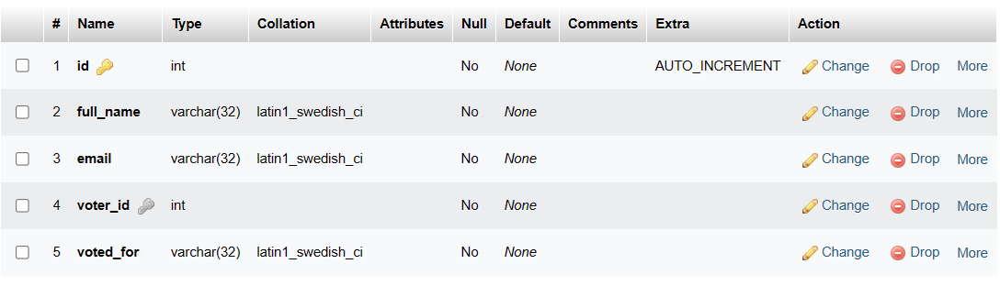 # Name Type Collation Attributes Null Default Comments Extra Action
1 id int No None AUTO_INCREMENT Change Drop More
2 full_name varchar(32) latin1_swedish_ci No None Change Drop More
3 email varchar(32) latin1_swedish_ci No None Change Drop More
4 voter_id int No None Change Drop More
5 voted_for varchar(32) latin1_swedish_ci No None Change Drop More